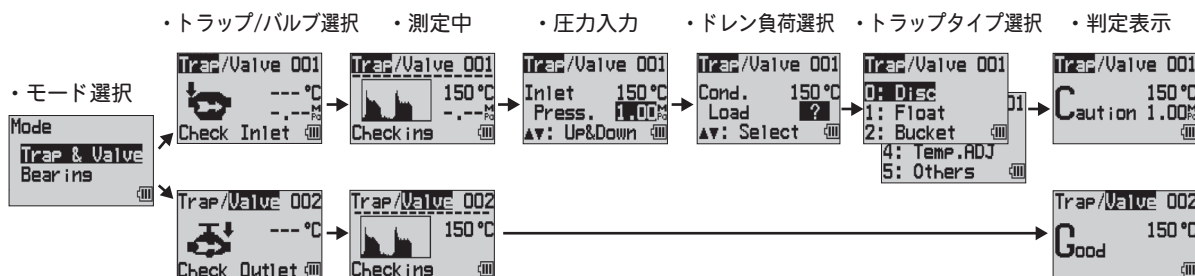 ・トラップ/バルブ選択
・測定中
・圧力入力
・ドレン負荷選択
・トラップタイプ選択
・判定表示
・モード選択
Mode
Trap & Valve
Bearing
Trap/Valve 001
--- °C
-.-- MPa
Check Inlet
Trap/Valve 001
150 °C
-.-- MPa
Checking
Trap/Valve 001
Inlet 150 °C
Press. 1.00 MPa
▲▼: Up&Down
Trap/Valve 001
Cond. 150 °C
Load ?
▲▼: Select
Trap/Valve 001
0: Disc
1: Float
2: Bucket
01
4: Temp.ADJ
5: Others
Trap/Valve 001
150 °C
Caution 1.00 MPa
Trap/Valve 002
--- °C
Check Outlet
Trap/Valve 002
150 °C
Checking
Trap/Valve 002
150 °C
Good